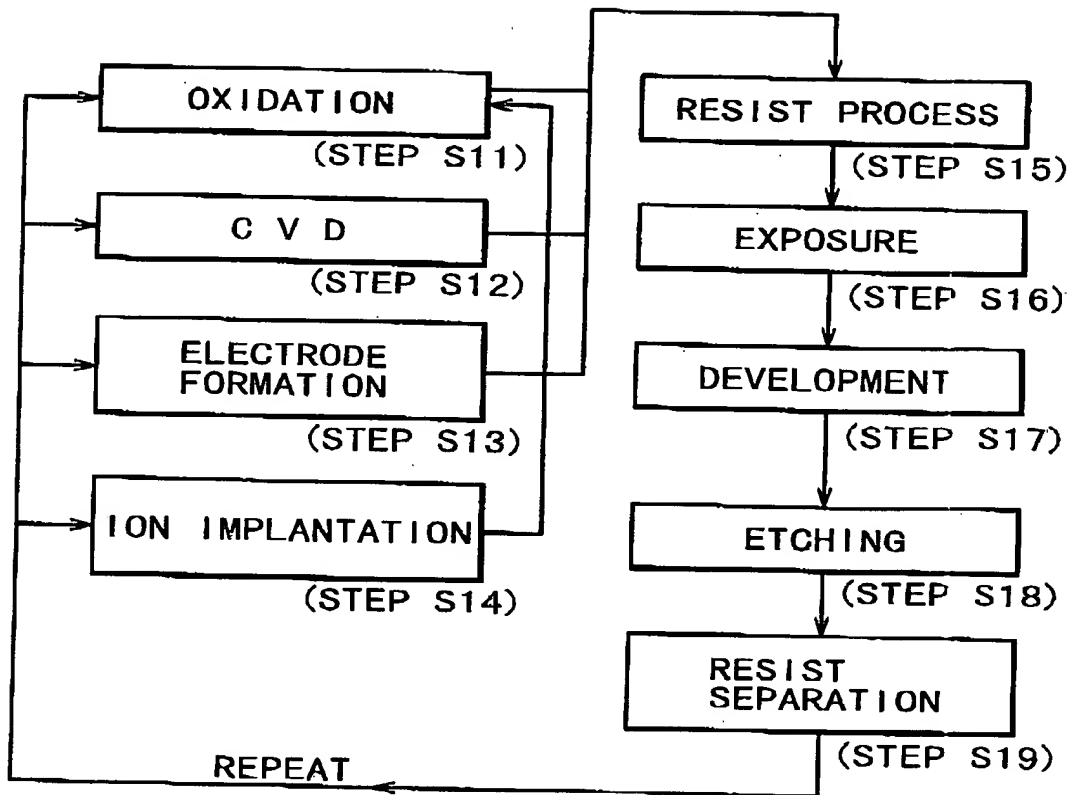 OXIDATION
(STEP S11)
C V D
(STEP S12)
ELECTRODE
FORMATION
(STEP S13)
ION IMPLANTATION
(STEP S14)
RESIST PROCESS
(STEP S15)
EXPOSURE
(STEP S16)
DEVELOPMENT
(STEP S17)
ETCHING
(STEP S18)
RESIST
SEPARATION
(STEP S19)
REPEAT